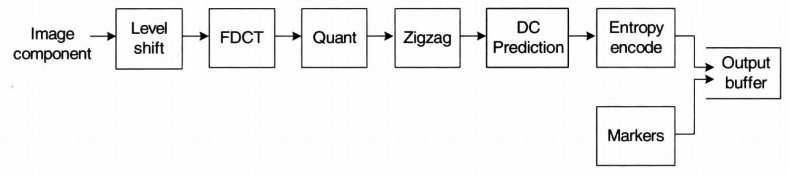 Image
component
Level
shift
FDCT
Quant
Zigzag
DC
Prediction
Entropy
encode
Output
buffer
Markers